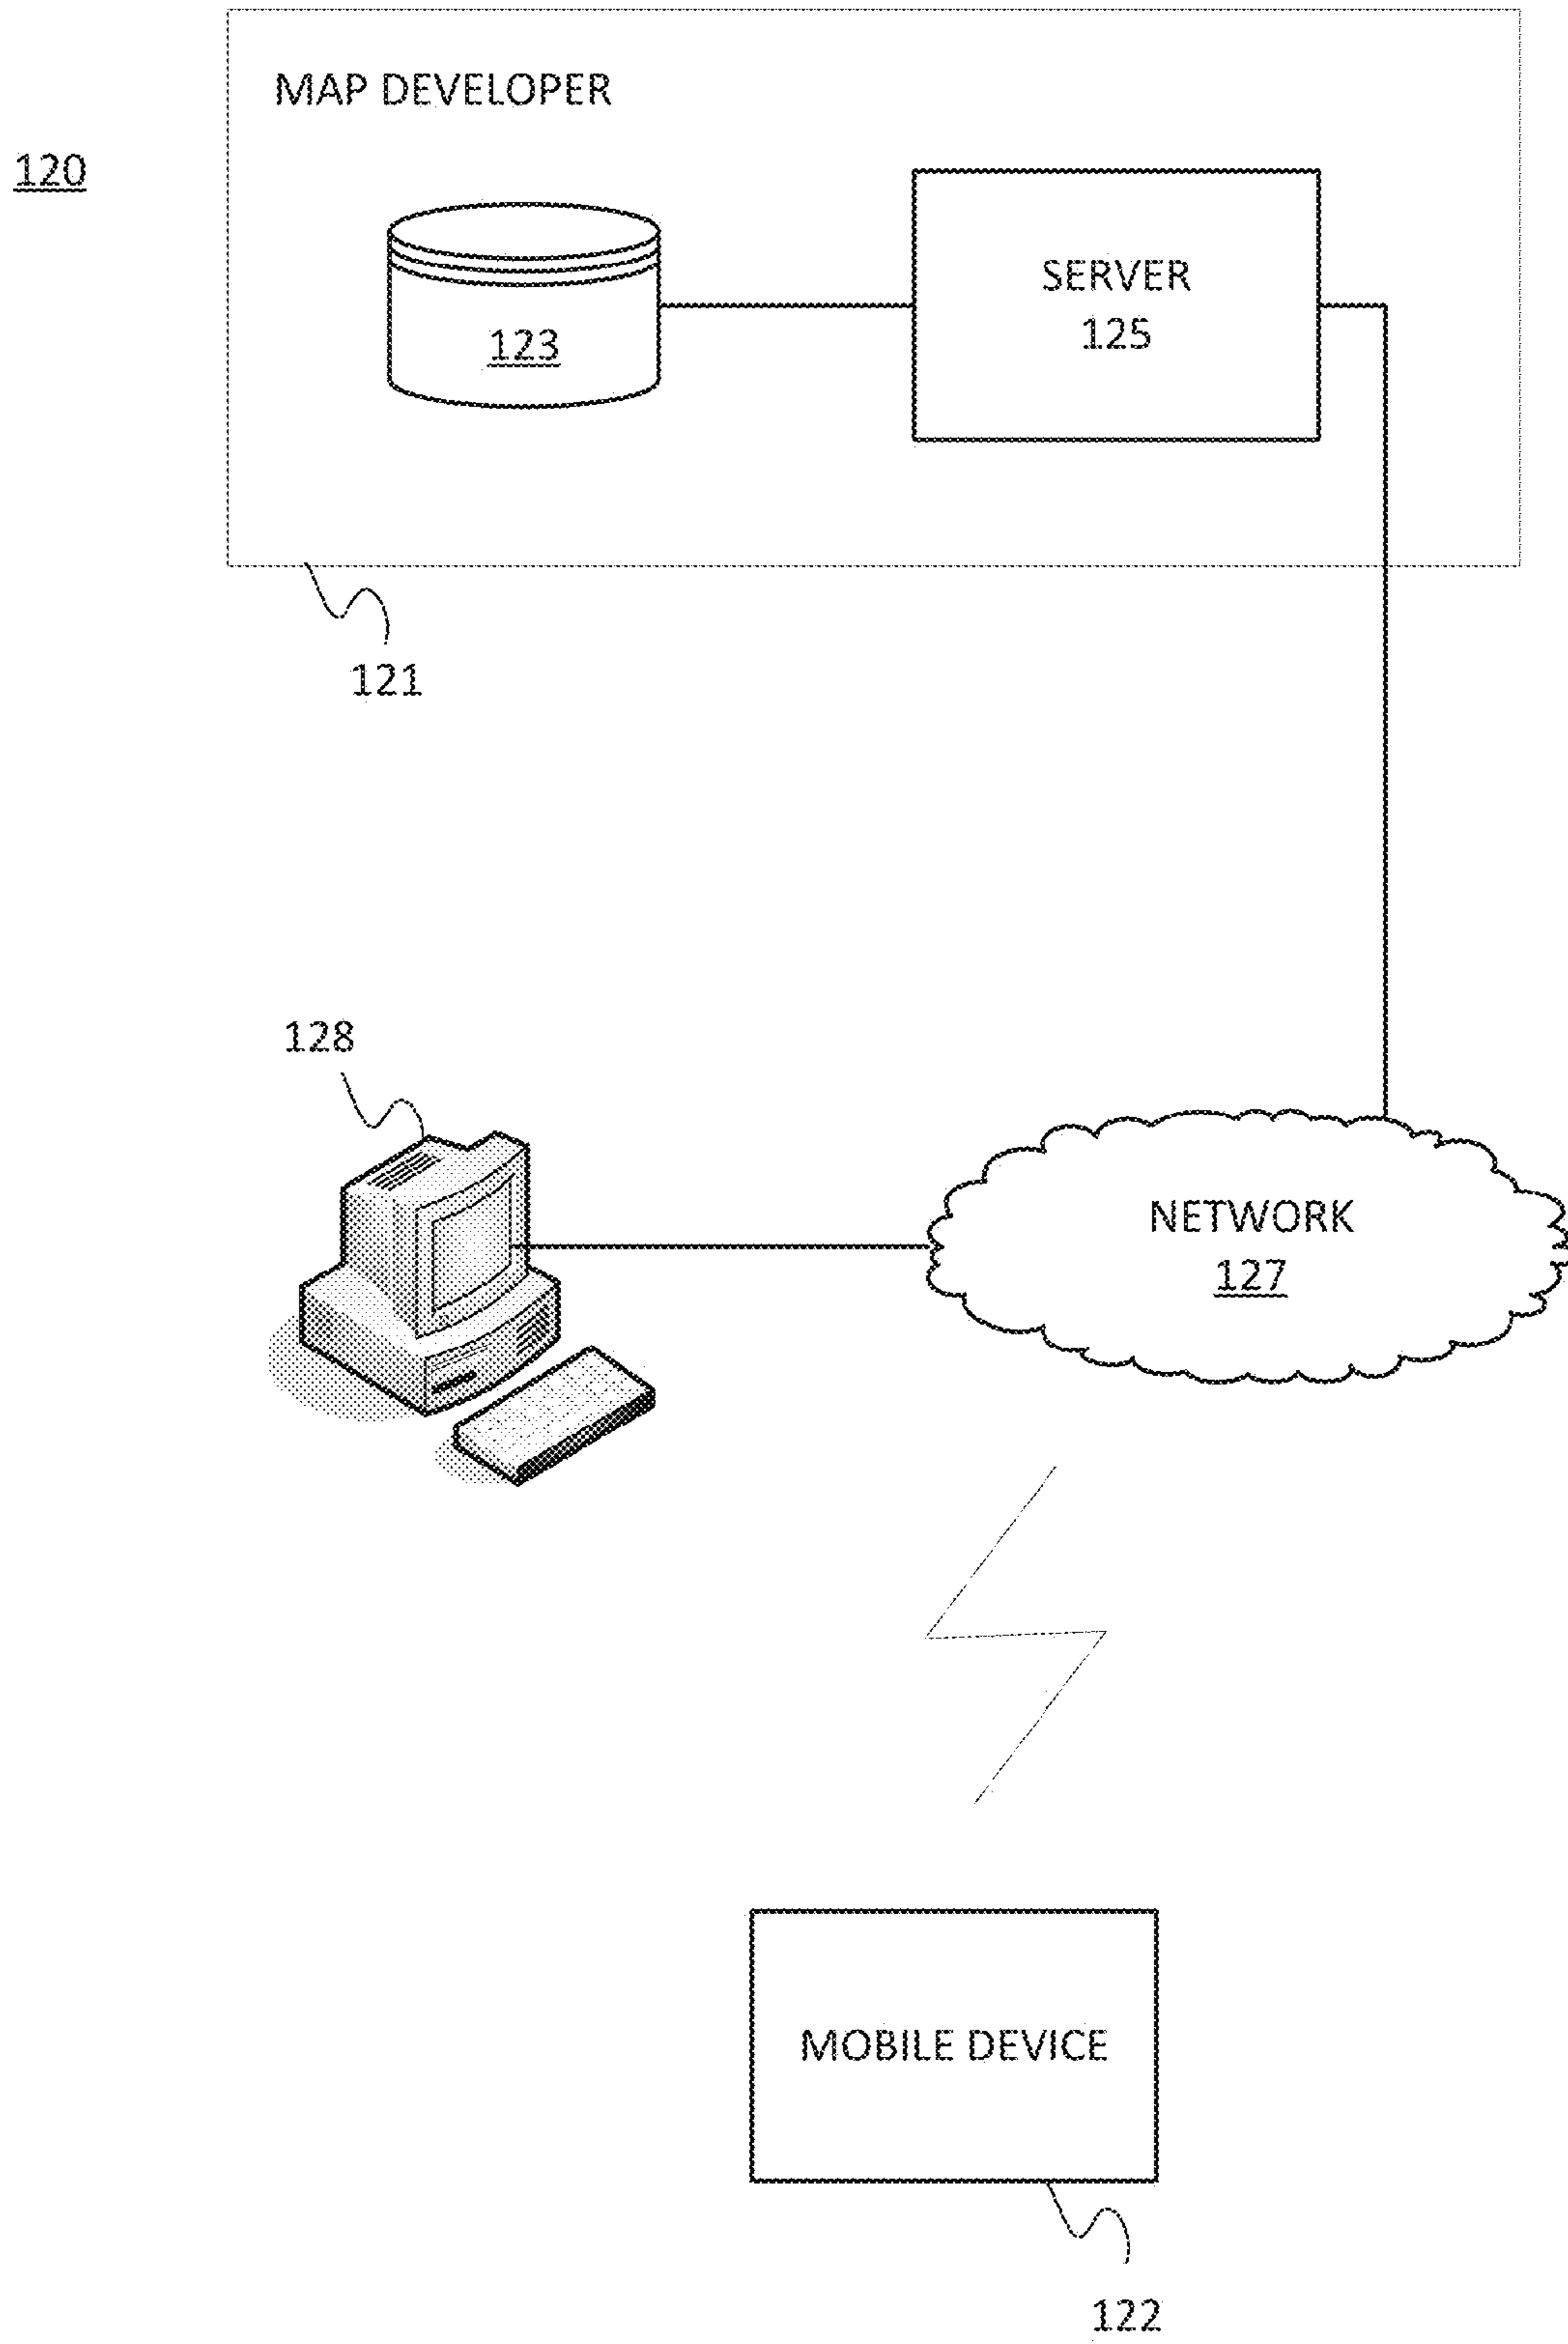 MAP DEVELOPER
120
SERVER
125
123
121
128
NETWORK
127
MOBILE DEVICE
122